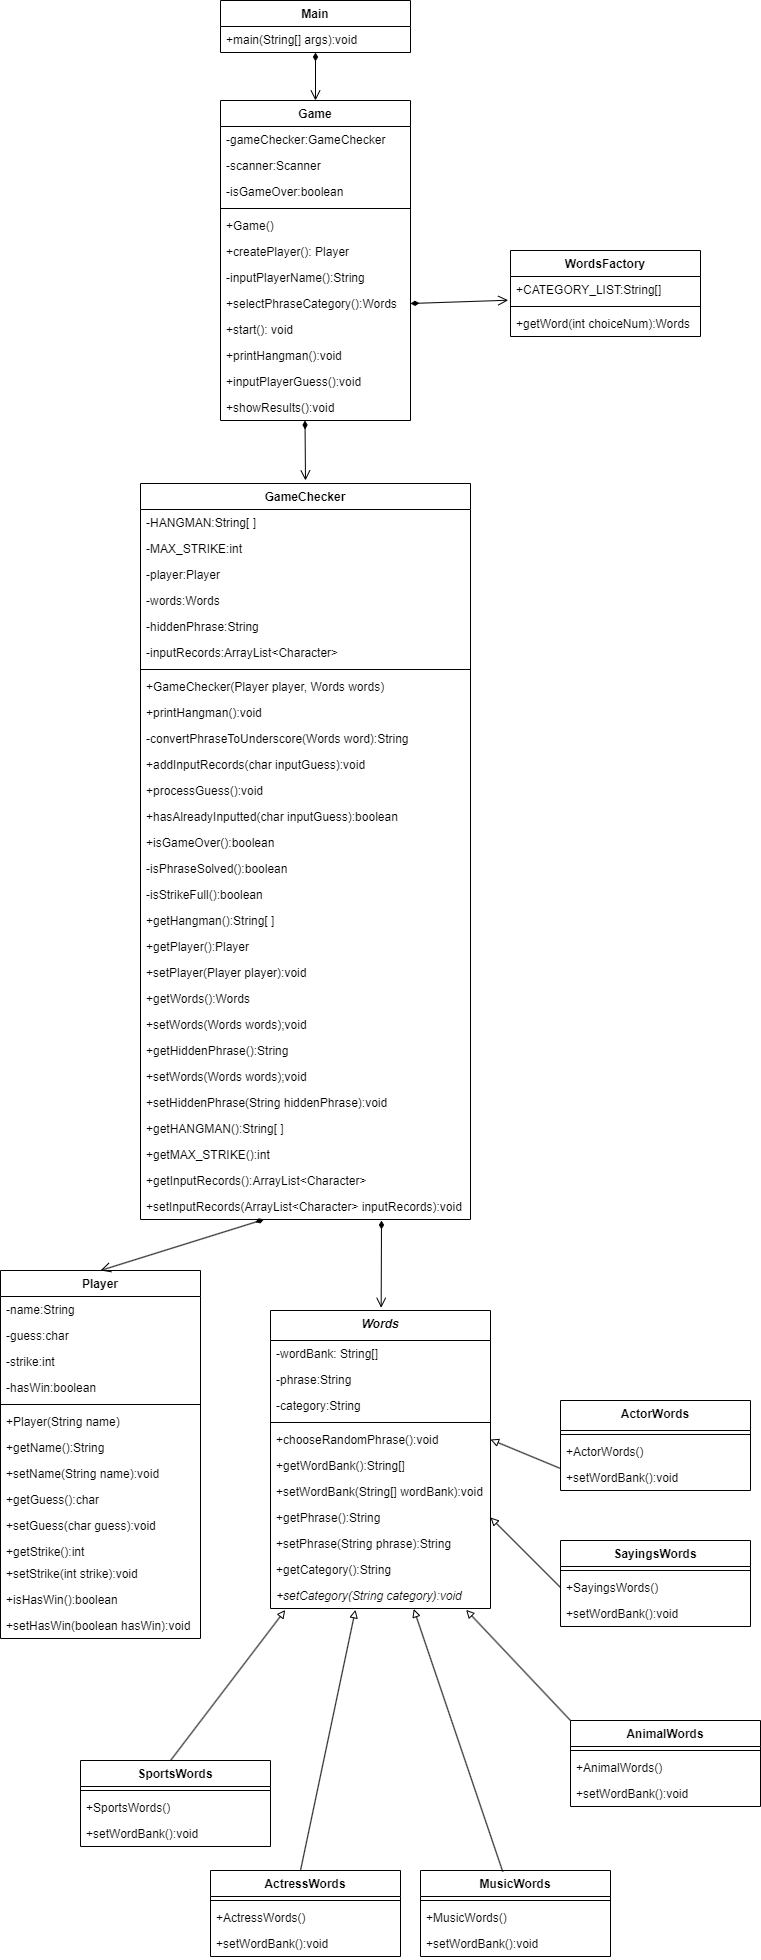 Main
+main(String[] args):void
Game
-gameChecker:GameChecker
-scanner:Scanner
-isGameOver:boolean
+Game()
+createPlayer(): Player
-inputPlayerName():String
+selectPhraseCategory():Words
+start(): void
+printHangman():void
+inputPlayerGuess():void
+showResults():void
WordsFactory
+CATEGORY_LIST:String[]
+getWord(int choiceNum):Words
GameChecker
-HANGMAN:String[ ]
-MAX_STRIKE:int
-player:Player
-words:Words
-hiddenPhrase:String
-inputRecords:ArrayList<Character>
+GameChecker(Player player, Words words)
+printHangman():void
-convertPhraseToUnderscore(Words word):String
+addInputRecords(char inputGuess):void
+processGuess():void
+hasAlreadyInputted(char inputGuess):boolean
+isGameOver():boolean
-isPhraseSolved():boolean
-isStrikeFull():boolean
+getHangman():String[ ]
+getPlayer():Player
+setPlayer(Player player):void
+getWords():Words
+setWords(Words words);void
+getHiddenPhrase():String
+setWords(Words words);void
+setHiddenPhrase(String hiddenPhrase):void
+getHANGMAN():String[ ]
+getMAX_STRIKE():int
+getInputRecords():ArrayList<Character>
+setInputRecords(ArrayList<Character> inputRecords):void
Player
-name:String
-guess:char
-strike:int
-hasWin:boolean
+Player(String name)
+getName():String
+setName(String name):void
+getGuess():char
+setGuess(char guess):void
+getStrike():int
+setStrike(int strike):void
+isHasWin():boolean
+setHasWin(boolean hasWin):void
Words
-wordBank: String[]
-phrase:String
-category:String
+chooseRandomPhrase():void
+getWordBank():String[]
+setWordBank(String[] wordBank):void
+getPhrase():String
+setPhrase(String phrase):String
+getCategory():String
+setCategory(String category):void
ActorWords
+ActorWords()
+setWordBank():void
SayingsWords
+SayingsWords()
+setWordBank():void
AnimalWords
+AnimalWords()
+setWordBank():void
SportsWords
+SportsWords()
+setWordBank():void
ActressWords
+ActressWords()
+setWordBank():void
MusicWords
+MusicWords()
+setWordBank():void